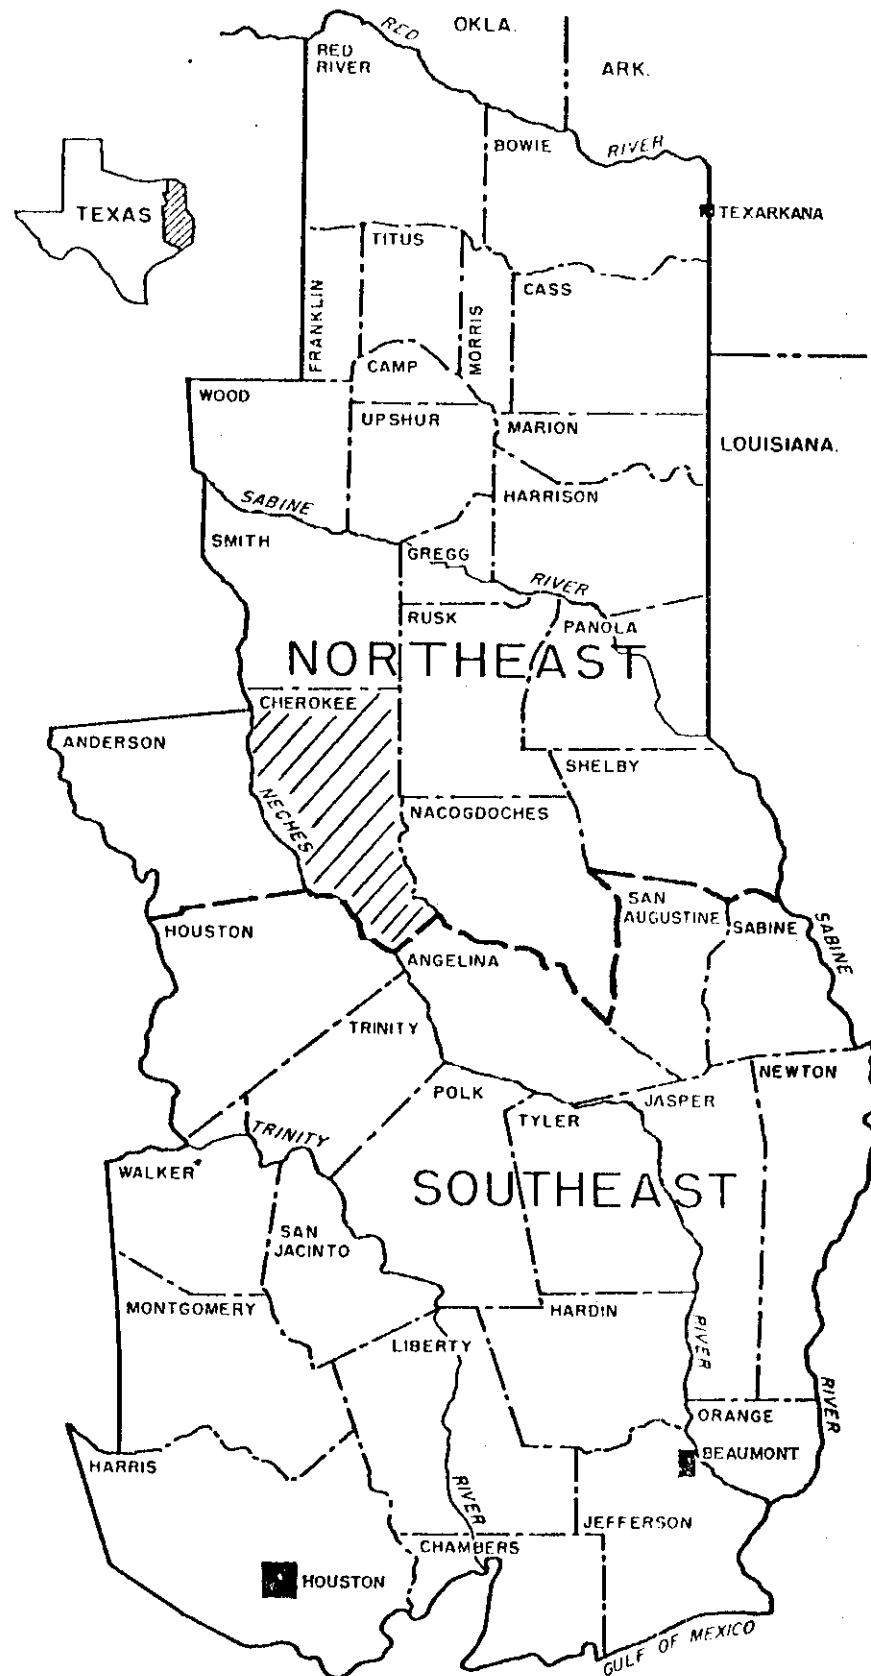 OKLA.
RED
RED
RIVER
ARK.
BOWIE
RIVER
TEXAS
TEXARKANA
TITUS
CASS
FRANKLIN
MORRIS
CAMP
WOOD
UPSHUR
MARION
LOUISIANA.
HARRISON
SABINE
SMITH
GREGG
RIVER
RUSK
PANOLA
NORTHEAST
CHEROKEE
ANDERSON
SHELBY
NECHES
NACOGDOCHES
SAN
AUGUSTINE
HOUSTON
SABINE
SABINE
ANGELINA
TRINITY
NEWTON
POLK
JASPER
TYLER
TRINITY
WALKER
SOUTHEAST
SAN
JACINTO
MONTGOMERY
HARDIN
LIBERTY
RIVER
RIVER
ORANGE
BEAUMONT
HARRIS
RIVER
JEFFERSON
CHAMBERS
HOUSTON
GULF OF MEXICO